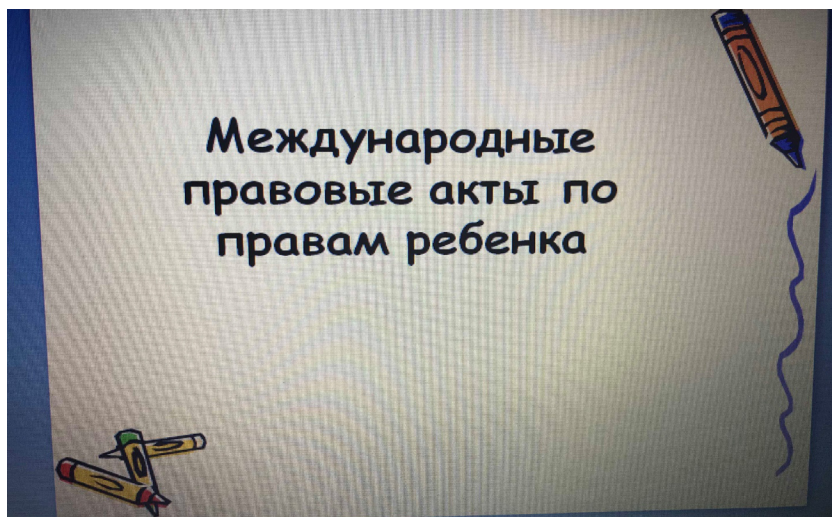 Международные
правовые акты по
правам ребенка